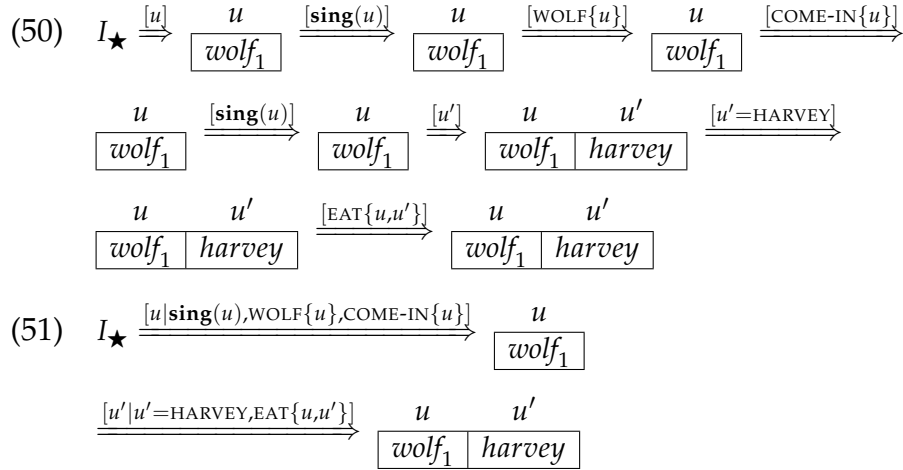 (50) I★ [u] u [sing(u)] u [WOLF{u}] u [COME-IN{u}]
wolf₁ wolf₁ wolf₁
u [sing(u)] u [u′] u u′ [u′=HARVEY]
wolf₁ wolf₁ wolf₁ harvey
u u′ [EAT{u,u′}] u u′
wolf₁ harvey wolf₁ harvey
(51) I★ [u|sing(u),WOLF{u},COME-IN{u}] u
wolf₁
[u′|u′=HARVEY,EAT{u,u′}] u u′
wolf₁ harvey